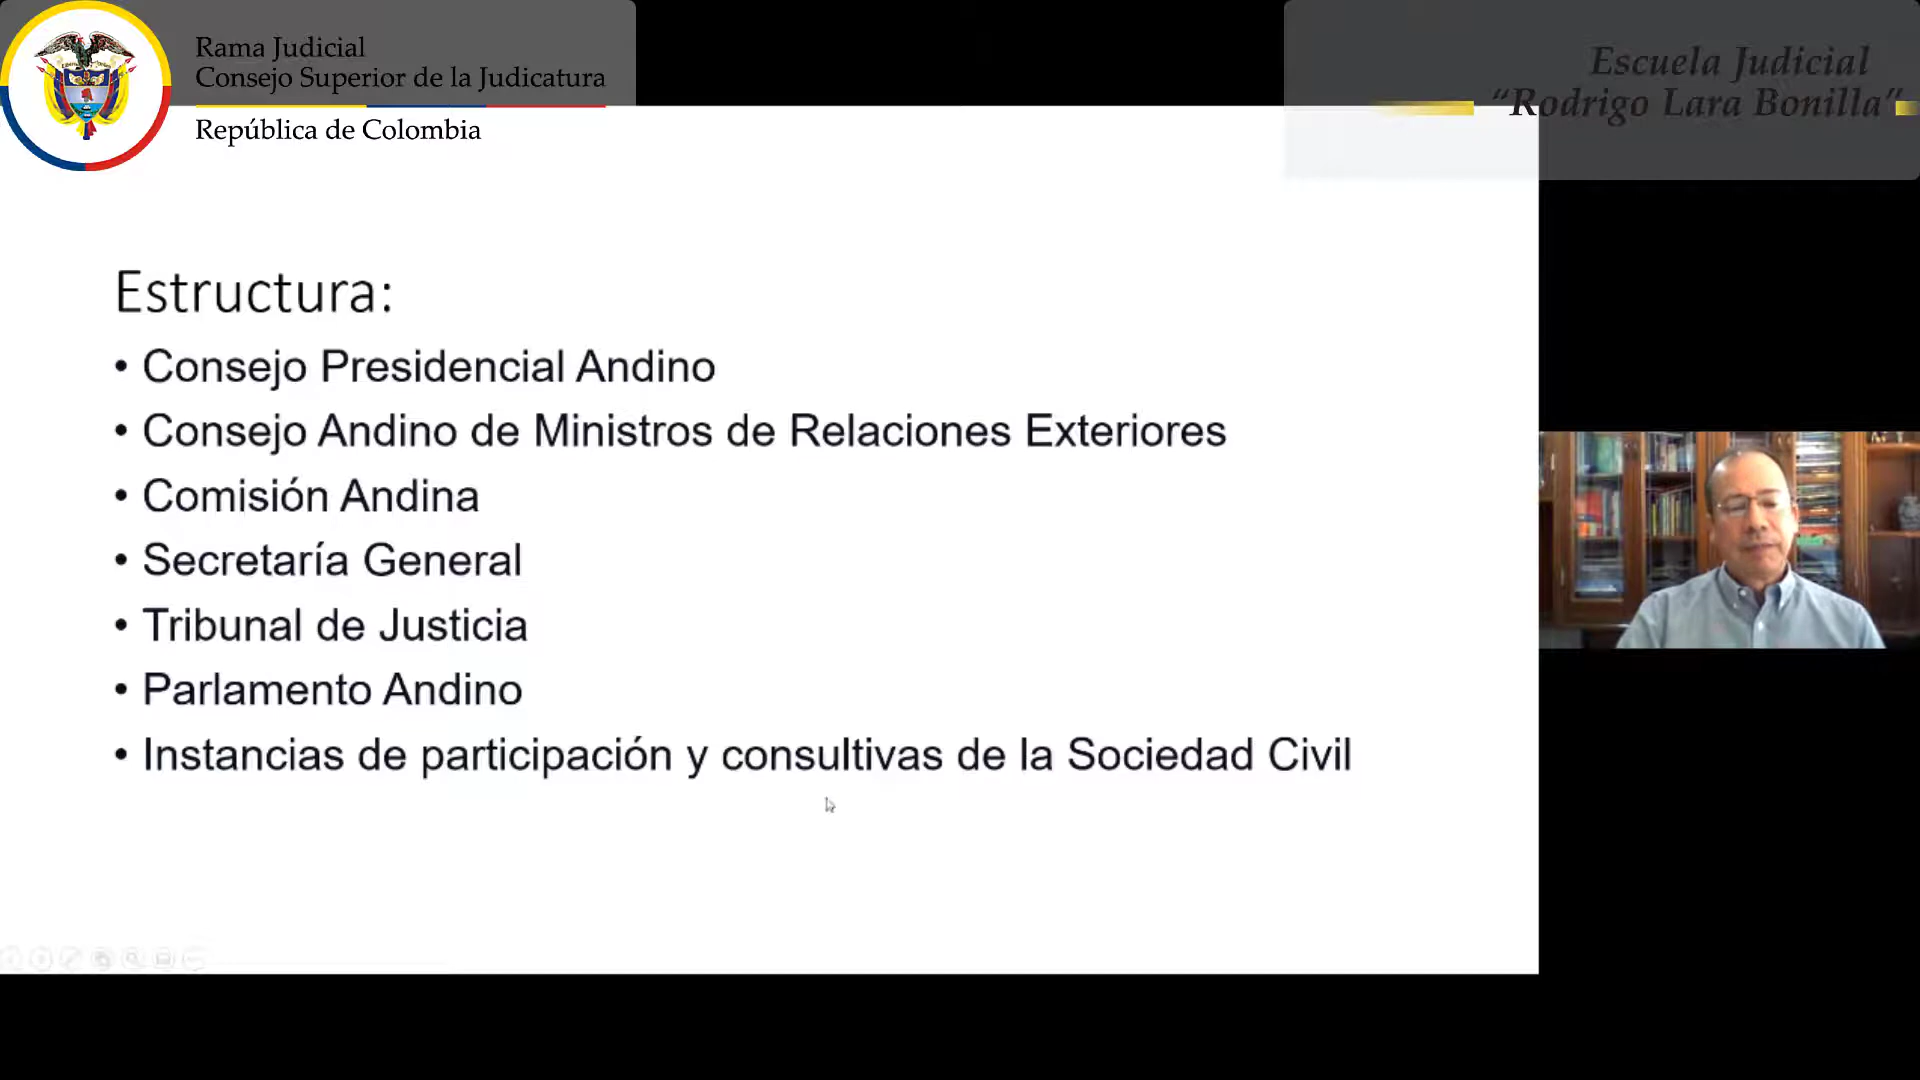 Rama Judicial
Consejo Superior de la Judicatura
República de Colombia
Escuela Judicial
“Rodrigo Lara Bonilla”
Estructura:
• Consejo Presidencial Andino
• Consejo Andino de Ministros de Relaciones Exteriores
• Comisión Andina
• Secretaría General
• Tribunal de Justicia
• Parlamento Andino
• Instancias de participación y consultivas de la Sociedad Civil